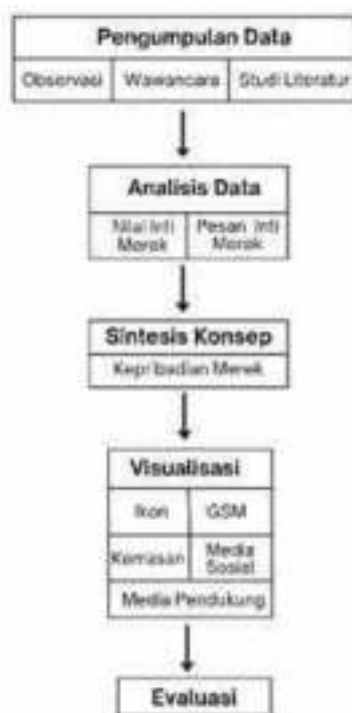 Pengumpulan Data
Observasi Wawancara Studi Literatur
Analisis Data
Nilai Inti Pesan Inti
Merek Merek
Sintesis Konsep
Kepribadian Merek
Visualisasi
Ikon GSM
Kemasan Media
Sosial
Media Pendukung
Evaluasi